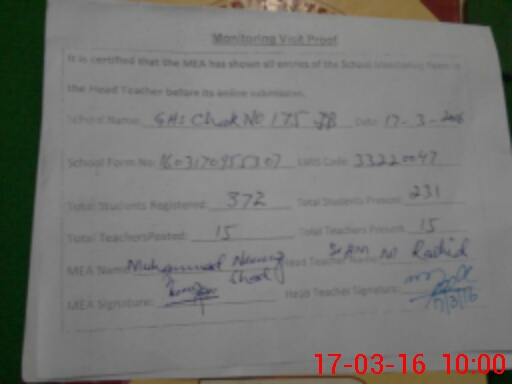 Monitoring Visit Proof
It is certified that the MEA has shown all entries of the School Monitoring Form to
the Head Teacher before its online submission.
School Name: GHS Chak No 175 JB Date: 17-3-2016
School Form No: EMIS Code: 33220047
Total Students Registered: 372 Total Students Present: 231
Total Teachers Posted: 15 Total Teachers Present: 15
MEA Name: Muhammad Head Teacher Name: Rashid
MEA Signature: Head Teacher Signature:
17/3/16
17-03-16 10:00